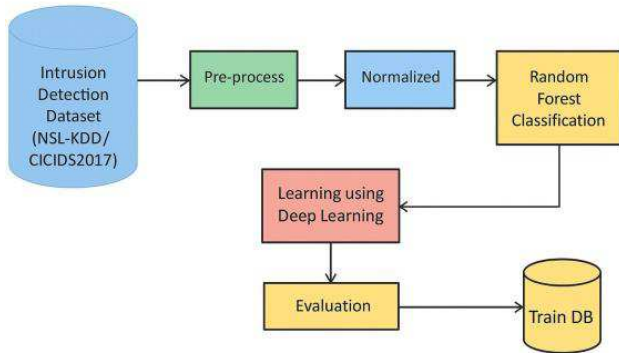 Intrusion
Detection
Dataset
(NSL-KDD/
CICIDS2017)
Pre-process
Normalized
Random
Forest
Classification
Learning using
Deep Learning
Evaluation
Train DB